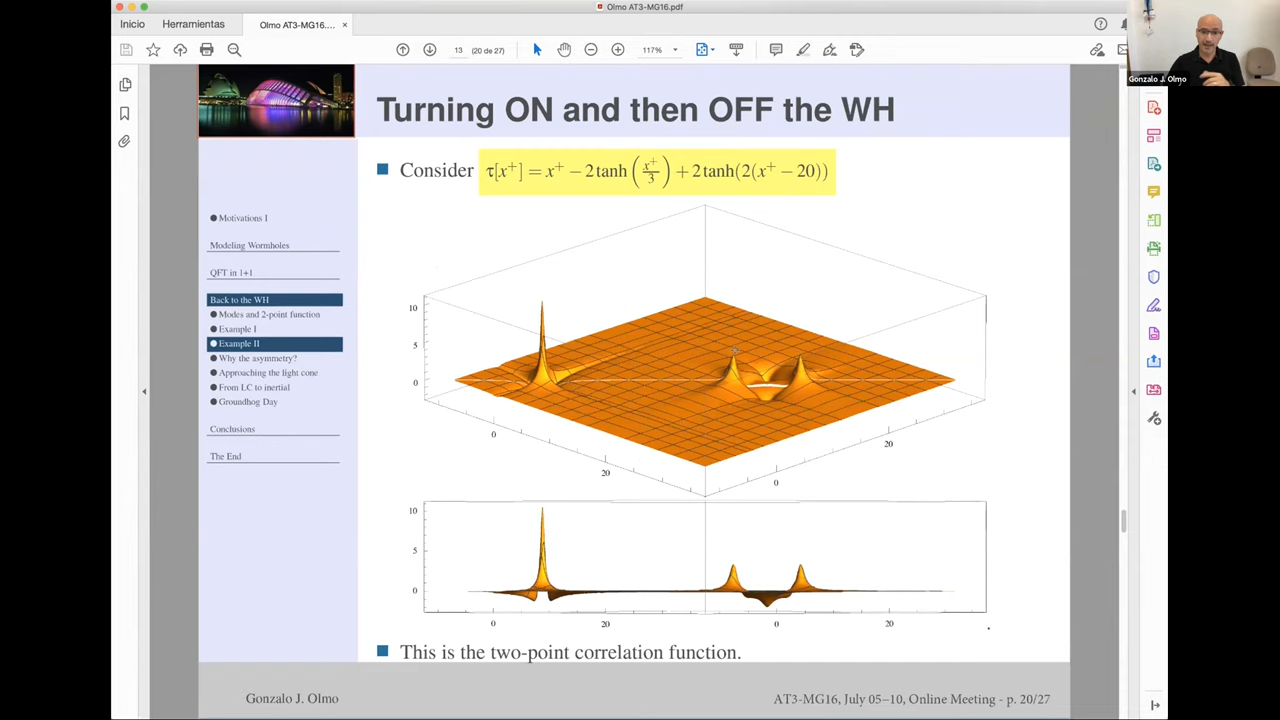 Olmo AT3-MG16.pdf
Inicio
Herramientas
Olmo AT3-MG16....
×
13
(20 de 27)
117%
Gonzalo J. Olmo
Turning ON and then OFF the WH
Consider τ[x⁺] = x⁺ − 2 tanh(x⁺/3) + 2 tanh(2(x⁺ − 20))
Motivations I
Modeling Wormholes
QFT in 1+1
Back to the WH
Modes and 2-point function
Example I
Example II
Why the asymmetry?
Approaching the light cone
From LC to inertial
Groundhog Day
Conclusions
The End
10
5
0
0
20
0
20
10
5
0
0
20
0
20
This is the two-point correlation function.
Gonzalo J. Olmo
AT3-MG16, July 05–10, Online Meeting - p. 20/27